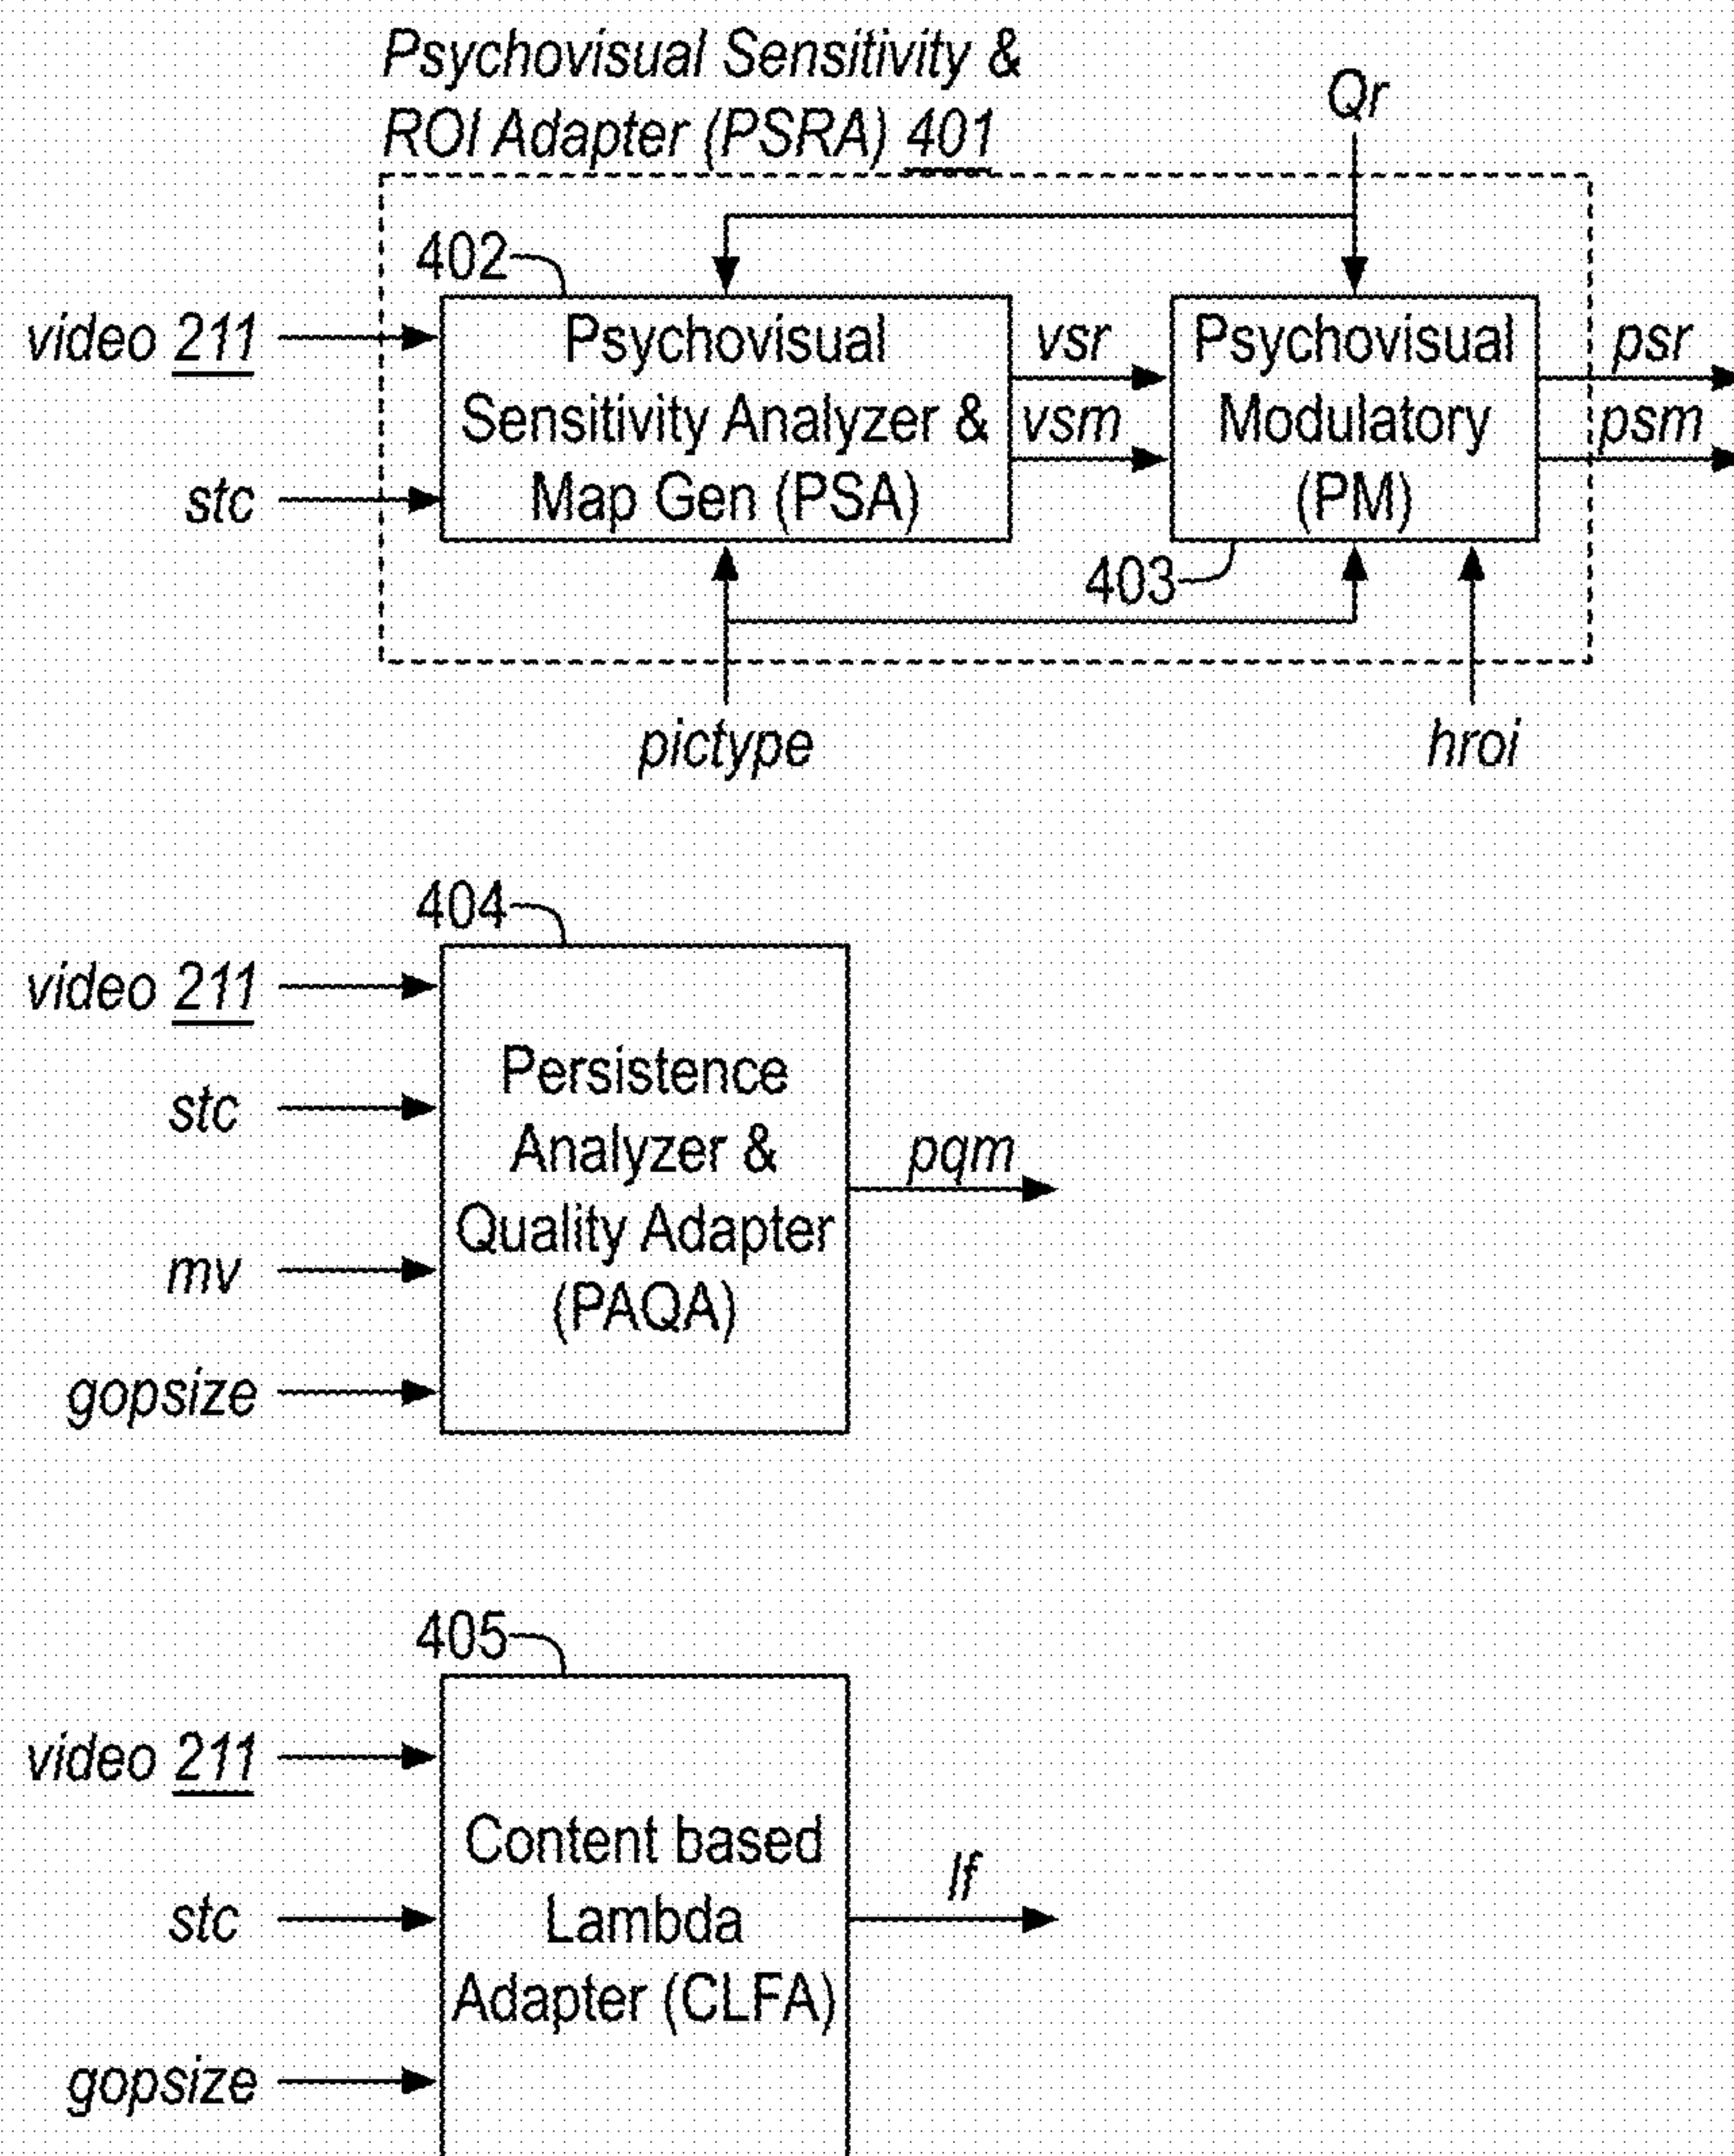 Psychovisual Sensitivity &
ROI Adapter (PSRA) 401
Qr
402
video 211
stc
Psychovisual
Sensitivity Analyzer &
Map Gen (PSA)
vsr
vsm
Psychovisual
Modulatory
(PM)
403
psr
psm
pictype
hroi
404
video 211
stc
mv
gopsize
Persistence
Analyzer &
Quality Adapter
(PAQA)
pqm
405
video 211
stc
gopsize
Content based
Lambda
Adapter (CLFA)
lf